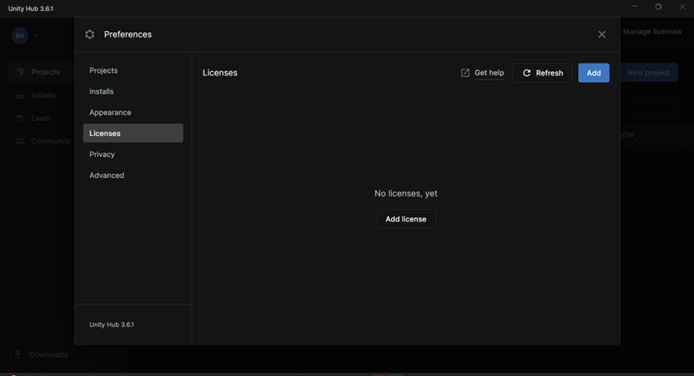 Unity Hub 3.6.1
BA
Manage licenses
Preferences
Projects
Installs
Learn
Community
New project
Projects
Installs
Appearance
Licenses
Privacy
Advanced
Licenses
Get help
Refresh
Add
No licenses, yet
Add license
Unity Hub 3.6.1
Downloads